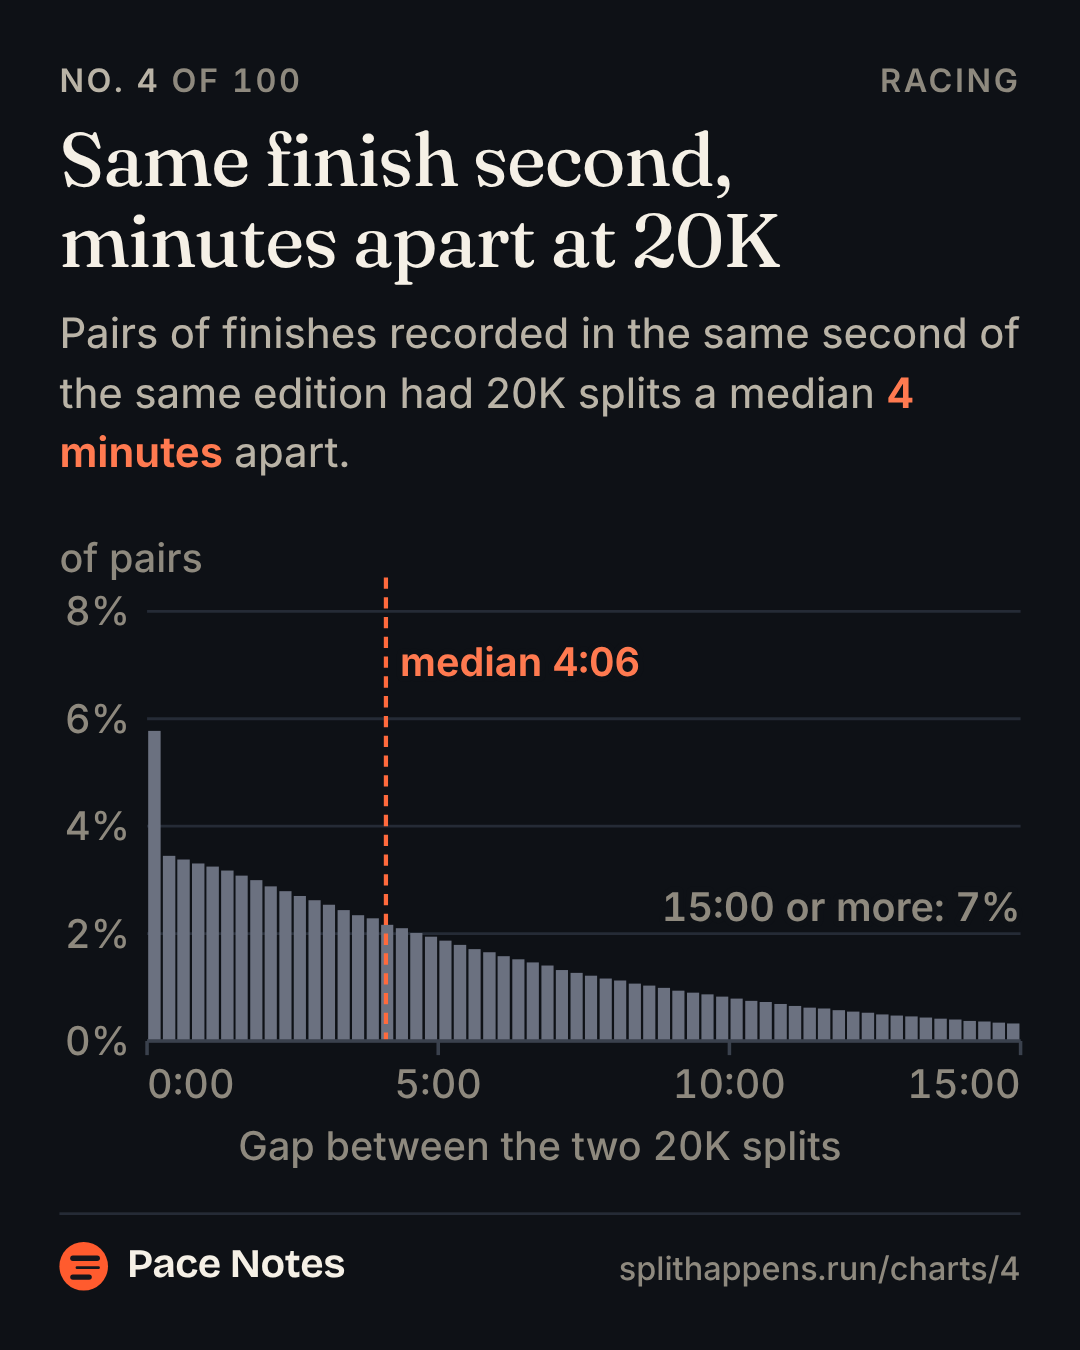 NO. 4 OF 100
RACING
Same finish second,
minutes apart at 20K
Pairs of finishes recorded in the same second of
the same edition had 20K splits a median 4
minutes apart.
of pairs
8%
median 4:06
6%
4%
15:00 or more: 7%
2%
0%
0:00 5:00 10:00 15:00
Gap between the two 20K splits
Pace Notes
splithappens.run/charts/4